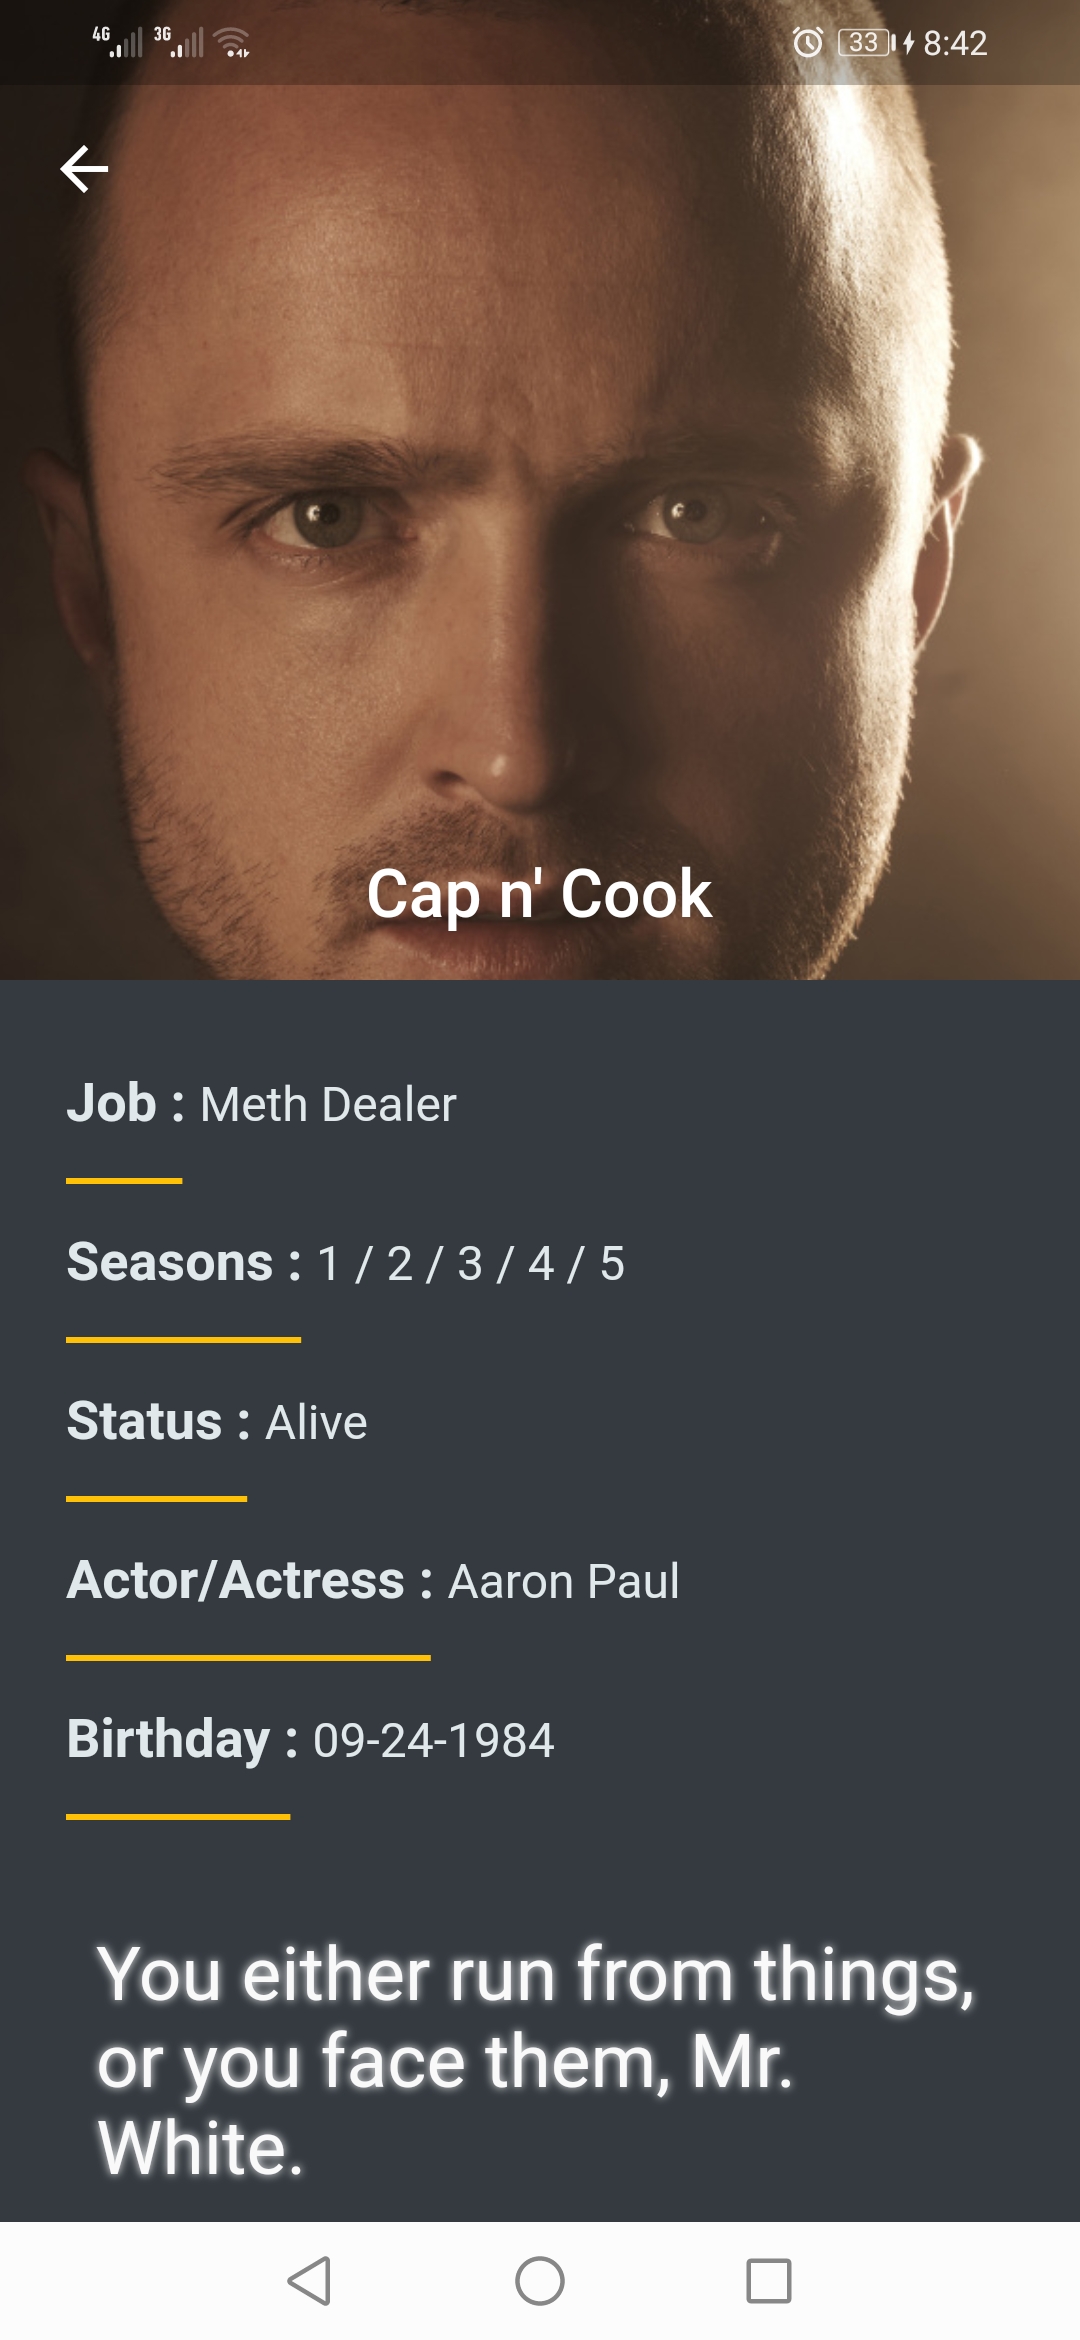 4G 3G 33 8:42
Cap n' Cook
Job : Meth Dealer
Seasons : 1 / 2 / 3 / 4 / 5
Status : Alive
Actor/Actress : Aaron Paul
Birthday : 09-24-1984
You either run from things,
or you face them, Mr.
White.